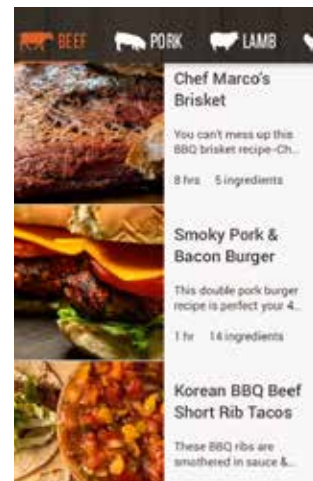 BEEF PORK LAMB
Chef Marco's
Brisket
You can't mess up this
BBQ brisket recipe-Ch...
8 hrs 5 ingredients
Smoky Pork &
Bacon Burger
This double pork burger
recipe is perfect your 4...
1 hr 14 ingredients
Korean BBQ Beef
Short Rib Tacos
These BBQ ribs are
smothered in sauce &...